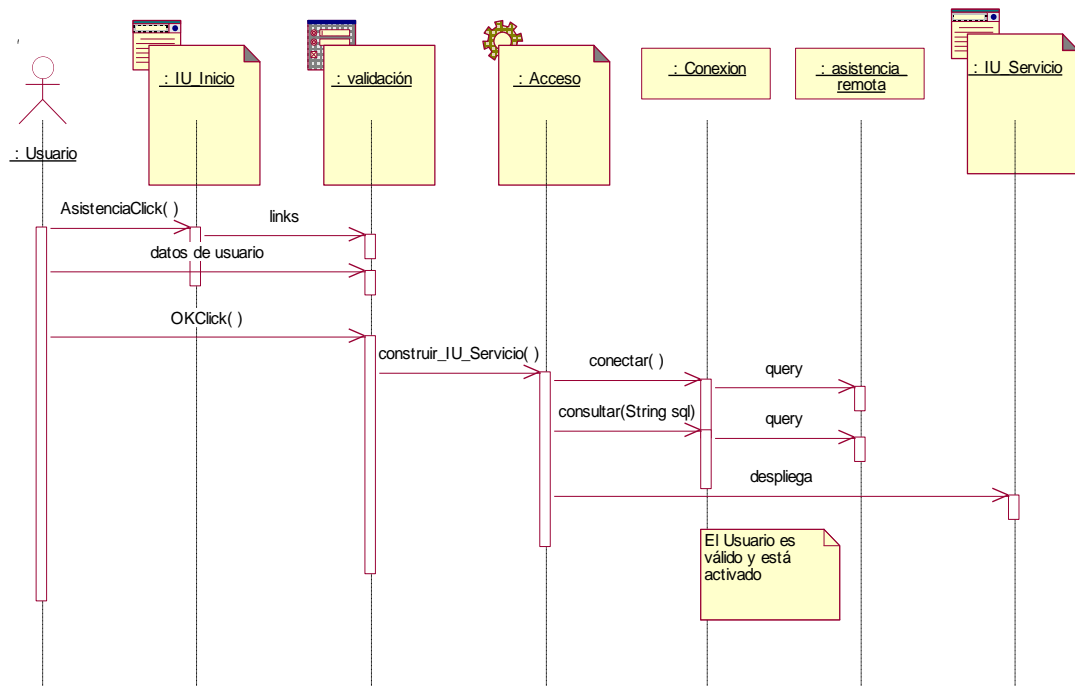 : IU_Inicio
: validación
: Acceso
: Conexion
: asistencia
remota
: IU_Servicio
: Usuario
AsistenciaClick( )
links
datos de usuario
OKClick( )
construir_IU_Servicio( )
conectar( )
query
consultar(String sql)
query
despliega
El Usuario es
válido y está
activado